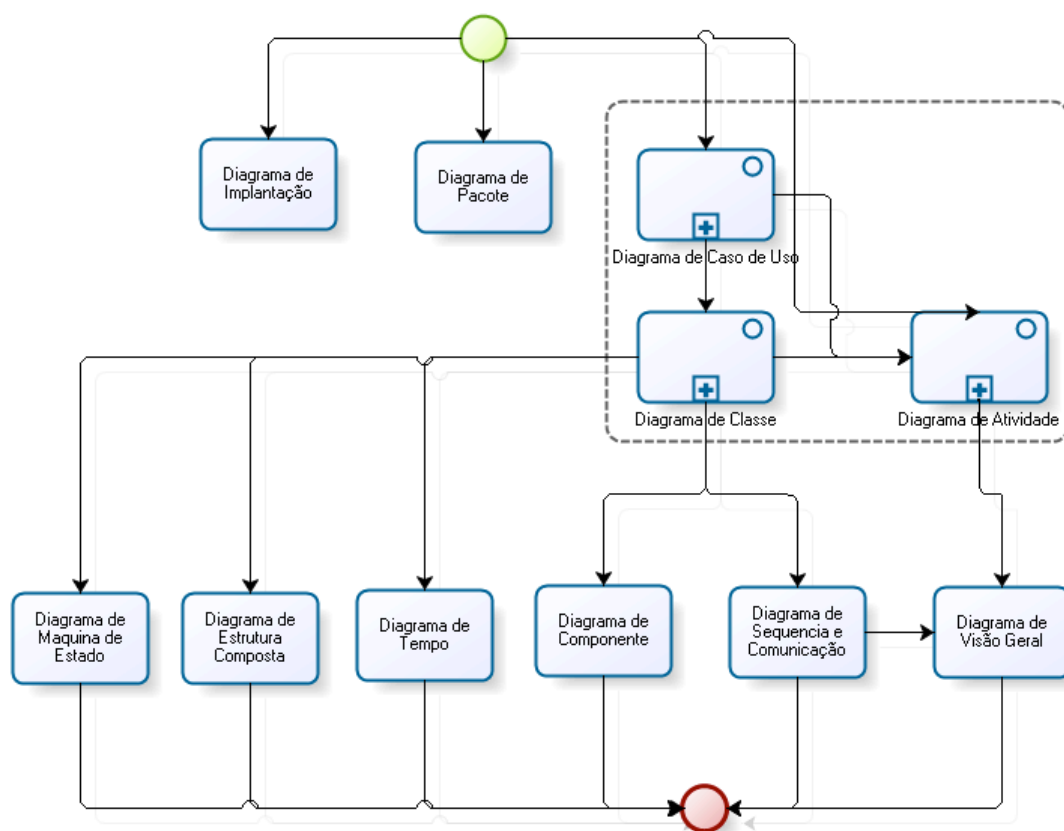 Diagrama de
Implantação
Diagrama de
Pacote
Diagrama de Caso de Uso
Diagrama de Classe
Diagrama de Atividade
Diagrama de
Maquina de
Estado
Diagrama de
Estrutura
Composta
Diagrama de
Tempo
Diagrama de
Componente
Diagrama de
Sequencia e
Comunicação
Diagrama de
Visão Geral